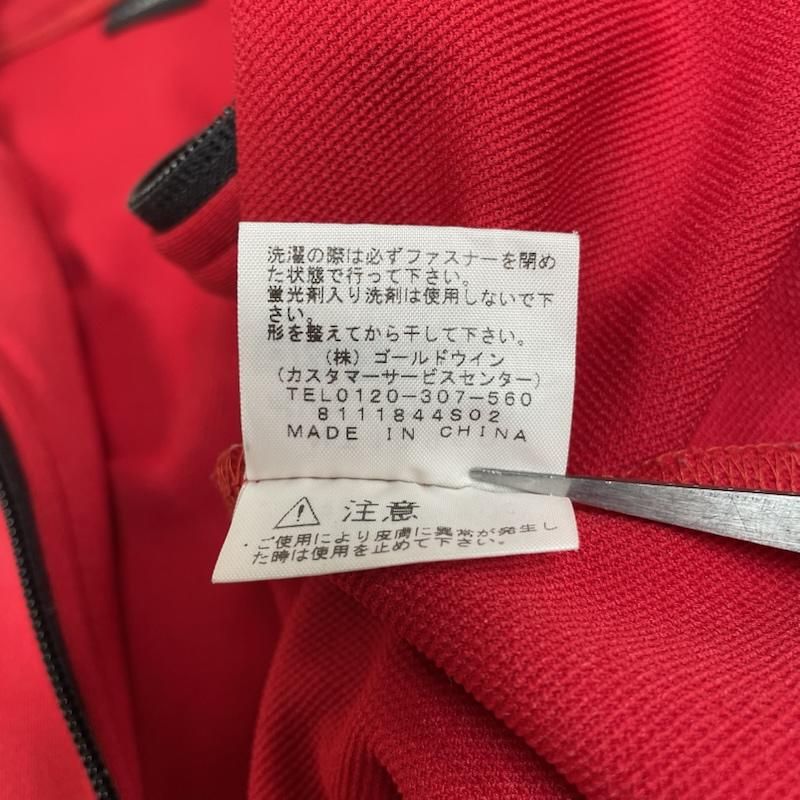 洗濯の際は必ずファスナーを閉め
た状態で行って下さい。
蛍光剤入り洗剤は使用しないで下
さい。
形を整えてから干して下さい。
(株)ゴールドウイン
(カスタマーサービスセンター)
TEL0120-307-560
8111844S02
MADE IN CHINA
注意
・ご使用により皮膚に異常が発生し
た時は使用を止めて下さい。